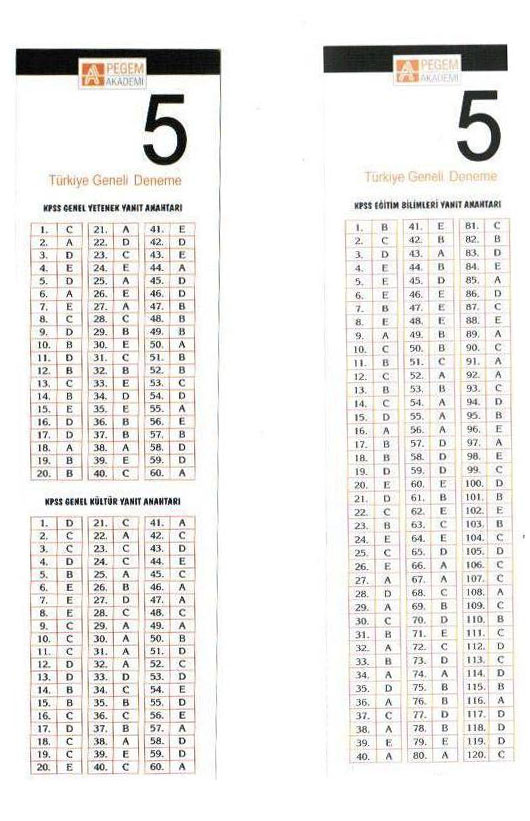 PEGEM
AKADEMİ
5
Türkiye Geneli Deneme
KPSS GENEL YETENEK YANIT ANAHTARI
1. C 21. A 41. E
2. A 22. D 42. D
3. D 23. C 43. E
4. E 24. E 44. A
5. D 25. A 45. D
6. A 26. E 46. D
7. E 27. A 47. B
8. C 28. C 48. B
9. D 29. B 49. B
10. B 30. E 50. A
11. D 31. C 51. B
12. B 32. B 52. B
13. C 33. E 53. C
14. B 34. D 54. D
15. E 35. E 55. A
16. D 36. B 56. E
17. D 37. B 57. B
18. A 38. A 58. D
19. B 39. E 59. D
20. B 40. C 60. A
KPSS GENEL KÜLTÜR YANIT ANAHTARI
1. D 21. C 41. A
2. C 22. A 42. C
3. C 23. C 43. D
4. D 24. C 44. E
5. B 25. A 45. C
6. E 26. B 46. A
7. E 27. D 47. A
8. E 28. C 48. C
9. C 29. A 49. A
10. C 30. A 50. B
11. C 31. A 51. D
12. D 32. A 52. C
13. D 33. D 53. D
14. B 34. C 54. E
15. B 35. B 55. D
16. C 36. C 56. E
17. D 37. B 57. A
18. C 38. A 58. D
19. C 39. E 59. D
20. E 40. C 60. A
PEGEM
AKADEMİ
5
Türkiye Geneli Deneme
KPSS EĞİTİM BİLİMLERİ YANIT ANAHTARI
1. B 41. E 81. C
2. C 42. B 82. B
3. D 43. A 83. D
4. E 44. B 84. E
5. E 45. D 85. A
6. E 46. E 86. D
7. B 47. E 87. C
8. E 48. E 88. E
9. A 49. B 89. A
10. C 50. B 90. C
11. B 51. C 91. A
12. C 52. A 92. A
13. B 53. B 93. C
14. C 54. A 94. D
15. D 55. A 95. B
16. A 56. A 96. E
17. B 57. D 97. A
18. B 58. D 98. E
19. D 59. D 99. C
20. E 60. E 100. D
21. D 61. B 101. B
22. C 62. E 102. E
23. B 63. C 103. B
24. E 64. E 104. C
25. C 65. D 105. D
26. E 66. A 106. C
27. A 67. A 107. C
28. D 68. C 108. A
29. A 69. B 109. C
30. C 70. D 110. B
31. B 71. E 111. C
32. A 72. C 112. D
33. B 73. D 113. C
34. A 74. A 114. D
35. D 75. B 115. B
36. A 76. B 116. A
37. C 77. D 117. D
38. A 78. B 118. D
39. E 79. E 119. D
40. A 80. A 120. C